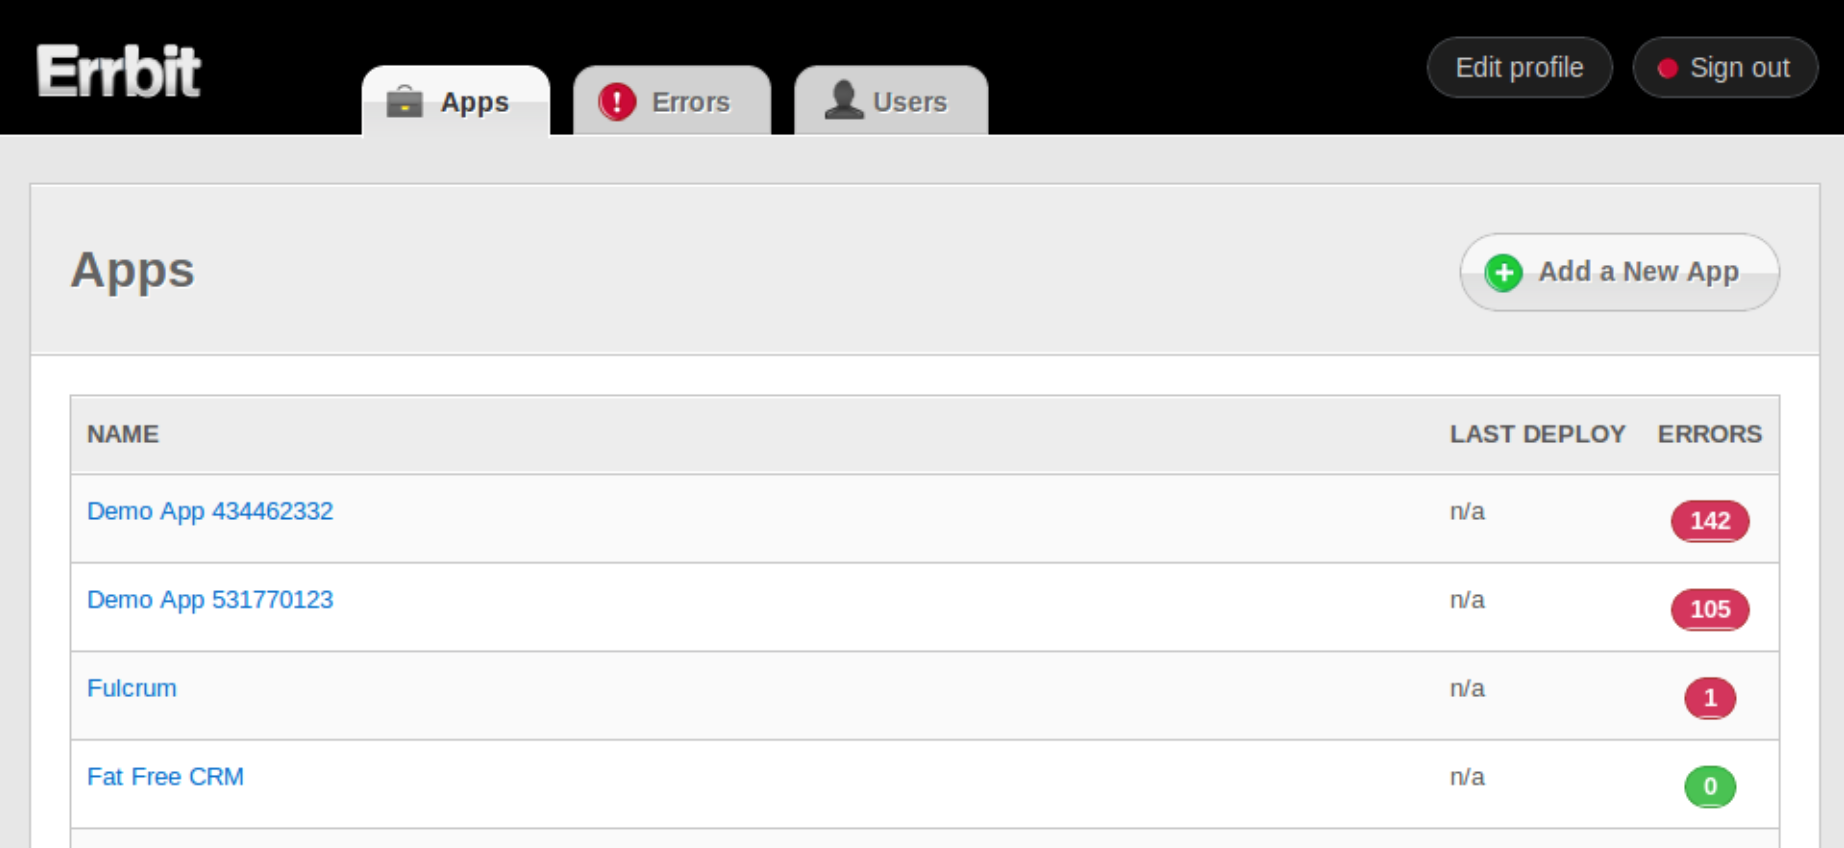 Errbit
Apps
Errors
Users
Edit profile
Sign out
Apps
Add a New App
NAME LAST DEPLOY ERRORS
Demo App 434462332 n/a 142
Demo App 531770123 n/a 105
Fulcrum n/a 1
Fat Free CRM n/a 0